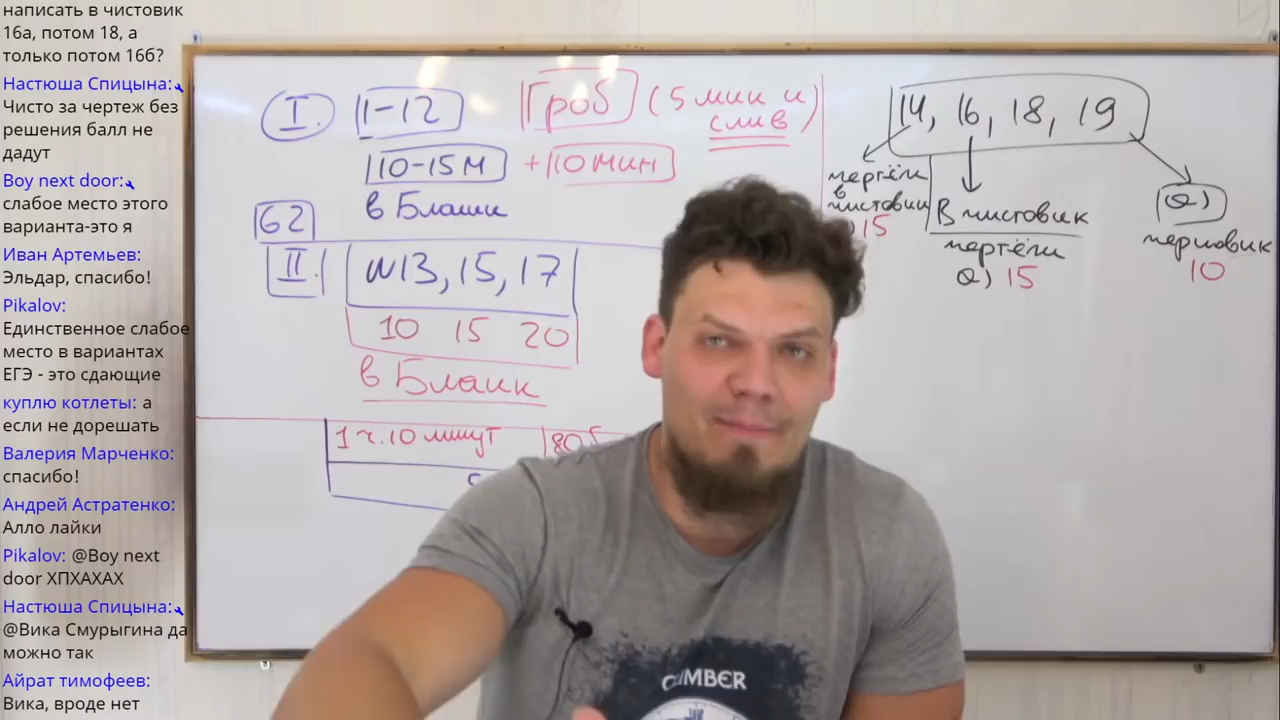 написать в чистовик
16а, потом 18, а
только потом 16б?
Настюша Спицына:
Чисто за чертеж без
решения балл не
дадут
Boy next door:
слабое место этого
варианта-это я
Иван Артемьев:
Эльдар, спасибо!
Pikalov:
Единственное слабое
место в вариантах
ЕГЭ - это сдающие
куплю котлеты: а
если не дорешать
Валерия Марченко:
спасибо!
Андрей Астратенко:
Алло лайки
Pikalov: @Boy next
door ХПХАХАХ
Настюша Спицына:
@Вика Смурыгина да
можно так
Айрат тимофеев:
Вика, вроде нет
I. 1-12 Гроб (5 мин и
слив)
10-15 м + 10 мин
в Бланк
62
II. №13, 15, 17
10 15 20
в Бланк
1 ч. 10 минут 80
14, 16, 18, 19
чертёж
в
чистовик
15
В чистовик
чертёж
а) 15
а)
черновик
10
CLIMBER